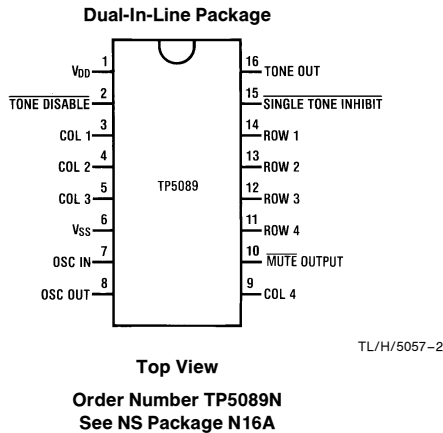 Dual-In-Line Package
VDD 1
TONE DISABLE 2
COL 1 3
COL 2 4
COL 3 5
VSS 6
OSC IN 7
OSC OUT 8
TP5089
16 TONE OUT
15 SINGLE TONE INHIBIT
14 ROW 1
13 ROW 2
12 ROW 3
11 ROW 4
10 MUTE OUTPUT
9 COL 4
TL/H/5057–2
Top View
Order Number TP5089N
See NS Package N16A